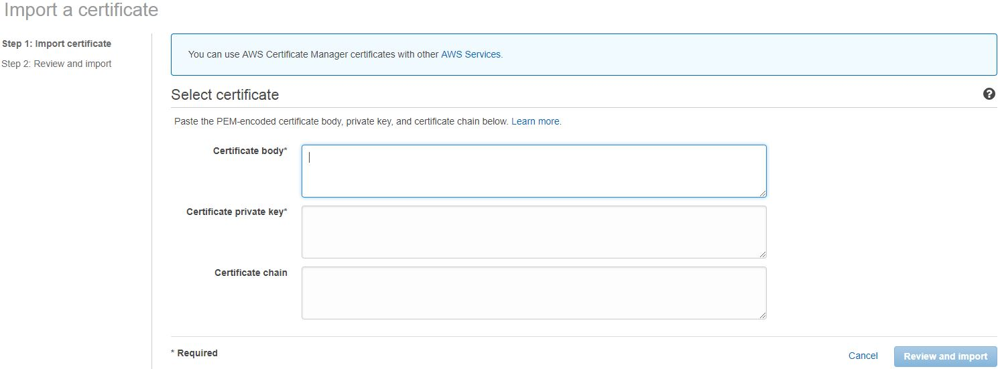 Import a certificate
Step 1: Import certificate
Step 2: Review and import
You can use AWS Certificate Manager certificates with other AWS Services.
Select certificate
?
Paste the PEM-encoded certificate body, private key, and certificate chain below. Learn more.
Certificate body*
Certificate private key*
Certificate chain
* Required
Cancel
Review and import